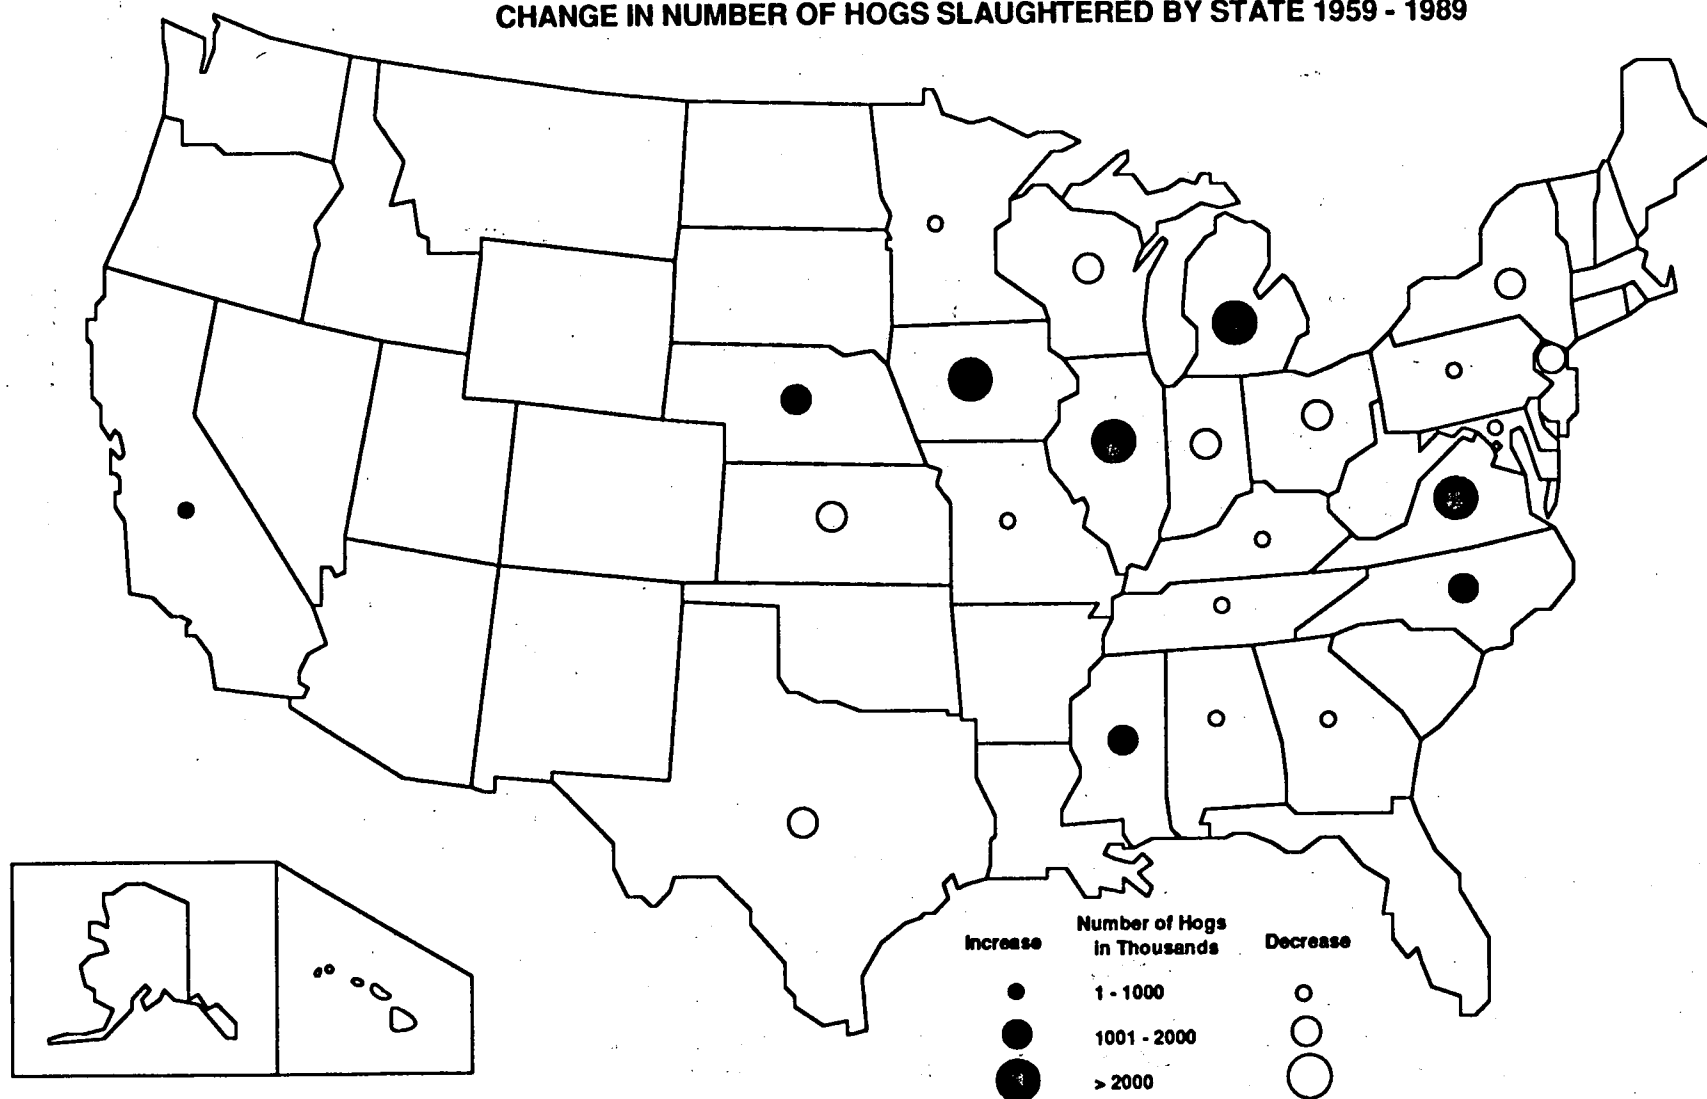 CHANGE IN NUMBER OF HOGS SLAUGHTERED BY STATE 1959 - 1989
Number of Hogs
Increase in Thousands Decrease
1 - 1000
1001 - 2000
> 2000